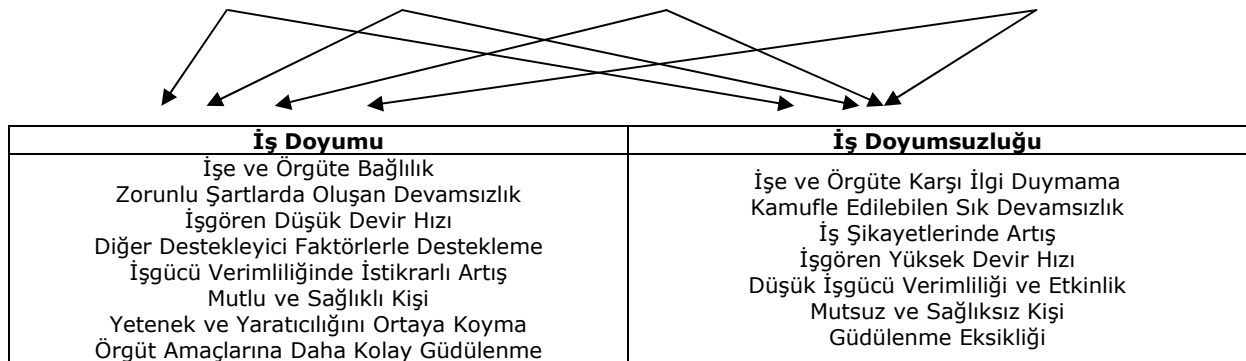 İş Doyumu
İşe ve Örgüte Bağlılık
Zorunlu Şartlarda Oluşan Devamsızlık
İşgören Düşük Devir Hızı
Diğer Destekleyici Faktörlerle Destekleme
İşgücü Verimliliğinde İstikrarlı Artış
Mutlu ve Sağlıklı Kişi
Yetenek ve Yaratıcılığını Ortaya Koyma
Örgüt Amaçlarına Daha Kolay Güdülenme
İş Doyumsuzluğu
İşe ve Örgüte Karşı İlgi Duymama
Kamufle Edilebilen Sık Devamsızlık
İş Şikayetlerinde Artış
İşgören Yüksek Devir Hızı
Düşük İşgücü Verimliliği ve Etkinlik
Mutsuz ve Sağlıksız Kişi
Güdülenme Eksikliği